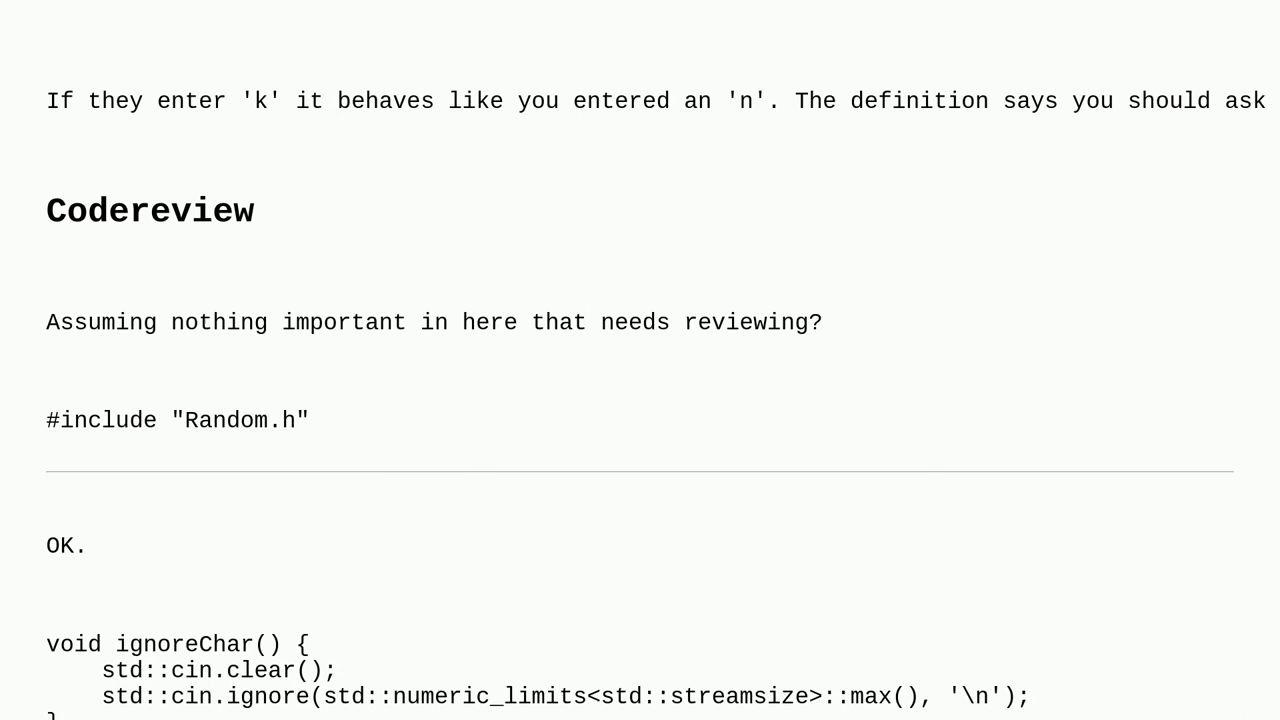 If they enter 'k' it behaves like you entered an 'n'. The definition says you should ask
Codereview
Assuming nothing important in here that needs reviewing?
#include "Random.h"
OK.
void ignoreChar() {
    std::cin.clear();
    std::cin.ignore(std::numeric_limits<std::streamsize>::max(), '\n');
}